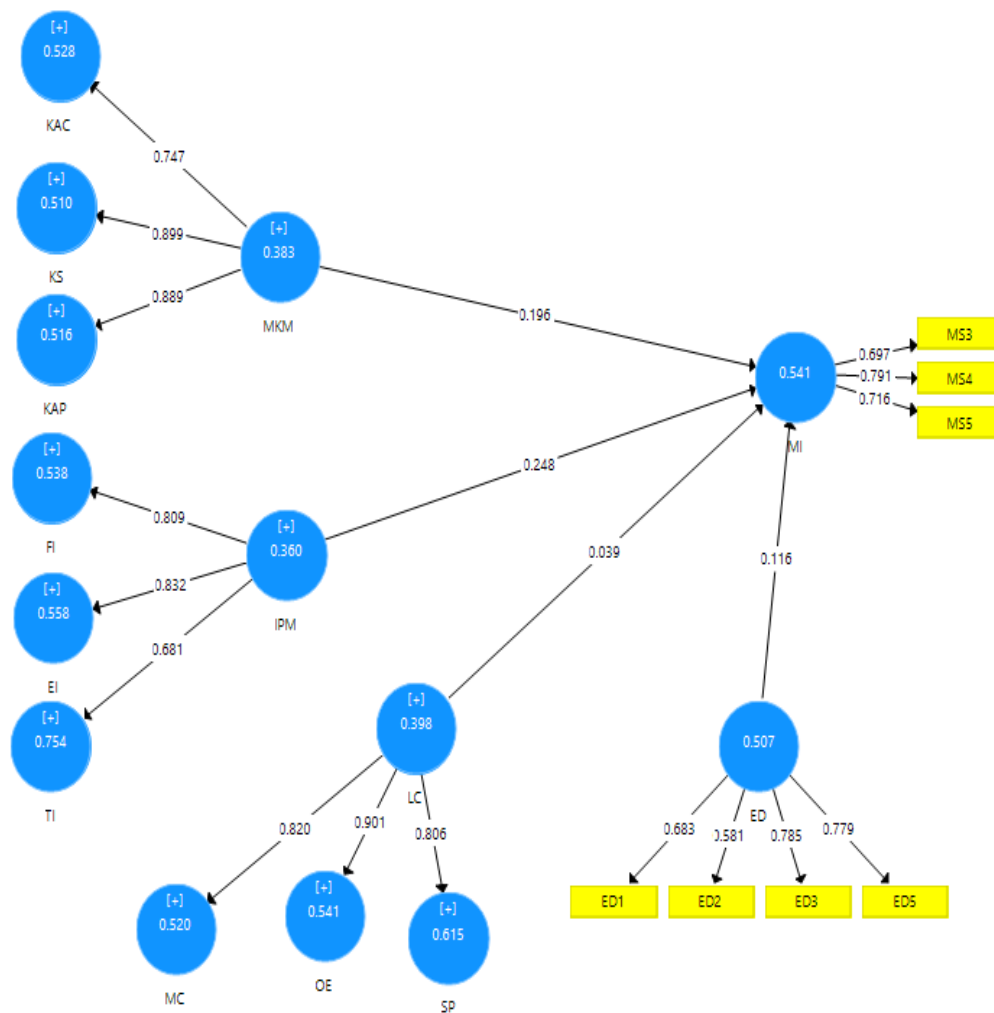 [+]
0.528
KAC
0.747
[+]
0.510
KS
0.899
[+]
0.516
KAP
0.889
[+]
0.383
MKM
0.196
0.541
MI
0.697
MS3
0.791
MS4
0.716
MS5
[+]
0.538
FI
0.809
[+]
0.558
EI
0.832
[+]
0.754
TI
0.681
[+]
0.360
IPM
0.248
[+]
0.398
LC
0.039
0.116
0.507
ED
0.820
0.901
0.806
[+]
0.520
MC
[+]
0.541
OE
[+]
0.615
SP
0.683
0.581
0.785
0.779
ED1
ED2
ED3
ED5